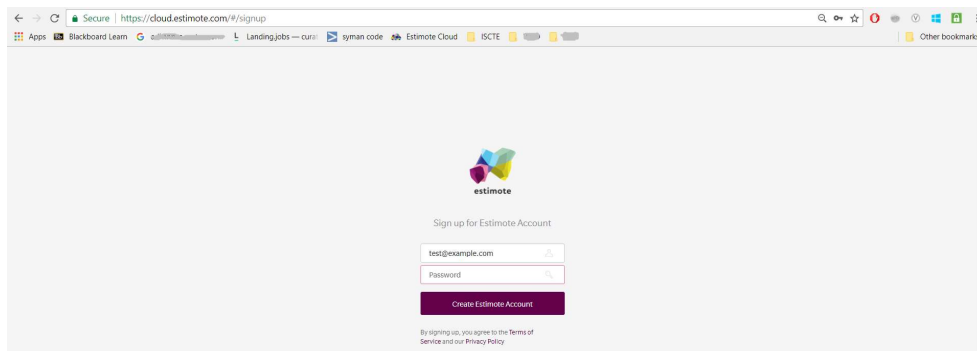 Secure | https://cloud.estimote.com/#/signup
Apps Blackboard Learn Landing.jobs — cura syman code Estimote Cloud ISCTE Other bookmarks
estimote
Sign up for Estimote Account
test@example.com
Password
Create Estimote Account
By signing up, you agree to the Terms of
Service and our Privacy Policy